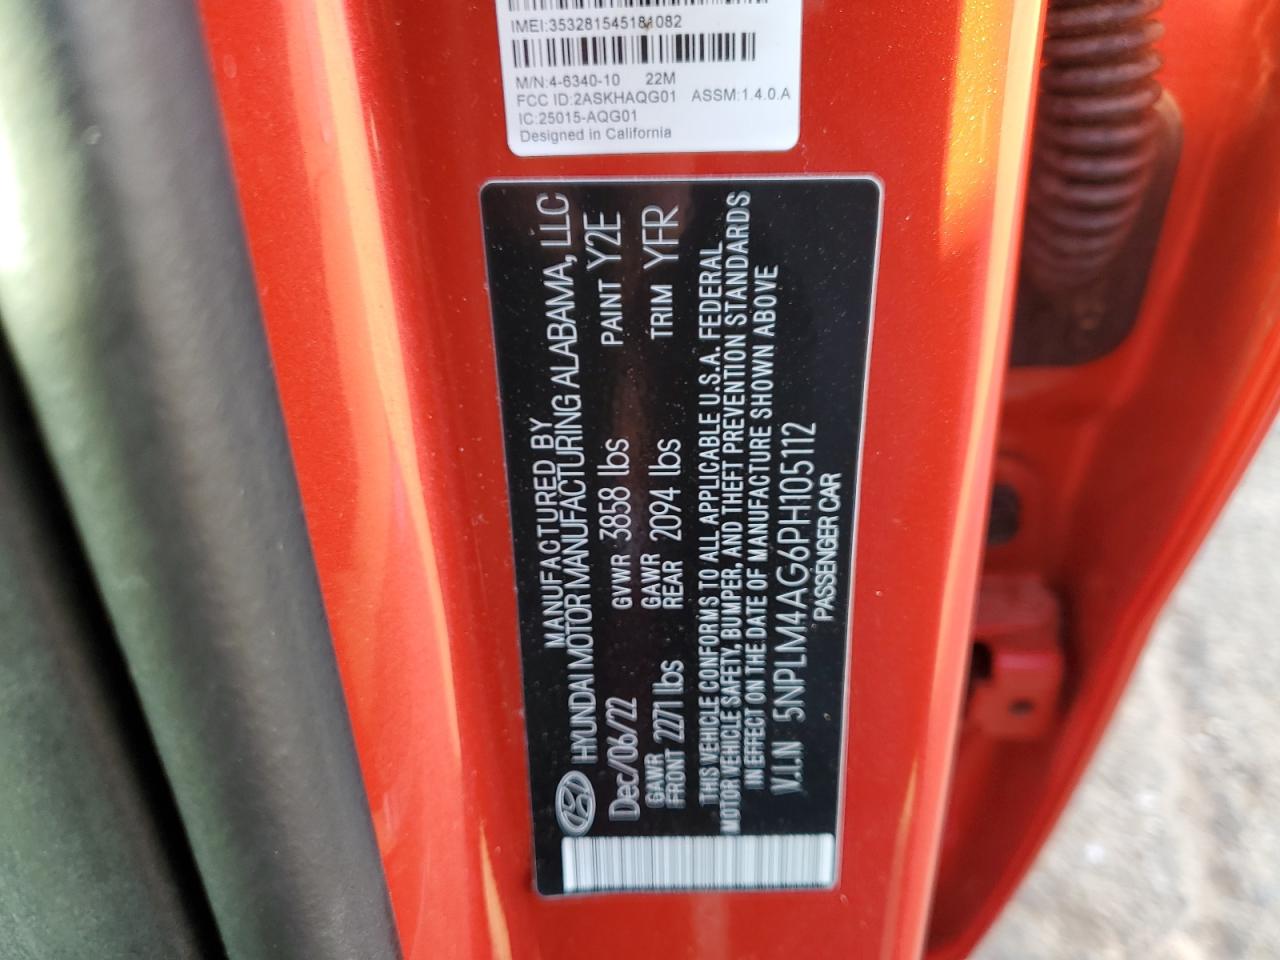 IMEI:353281545181082
M/N:4-6340-10 22M
FCC ID:2ASKHAQG01 ASSM:1.4.0.A
IC:25015-AQG01
Designed in California
MANUFACTURED BY
HYUNDAI MOTOR MANUFACTURING ALABAMA, LLC
Dec/06/22 GVWR 3858 lbs PAINT Y2E
GAWR FRONT 2271 lbs GAWR REAR 2094 lbs TRIM YFR
THIS VEHICLE CONFORMS TO ALL APPLICABLE U.S.A. FEDERAL
MOTOR VEHICLE SAFETY, BUMPER, AND THEFT PREVENTION STANDARDS
IN EFFECT ON THE DATE OF MANUFACTURE SHOWN ABOVE
V.I.N 5NPLM4AG6PH105112
PASSENGER CAR